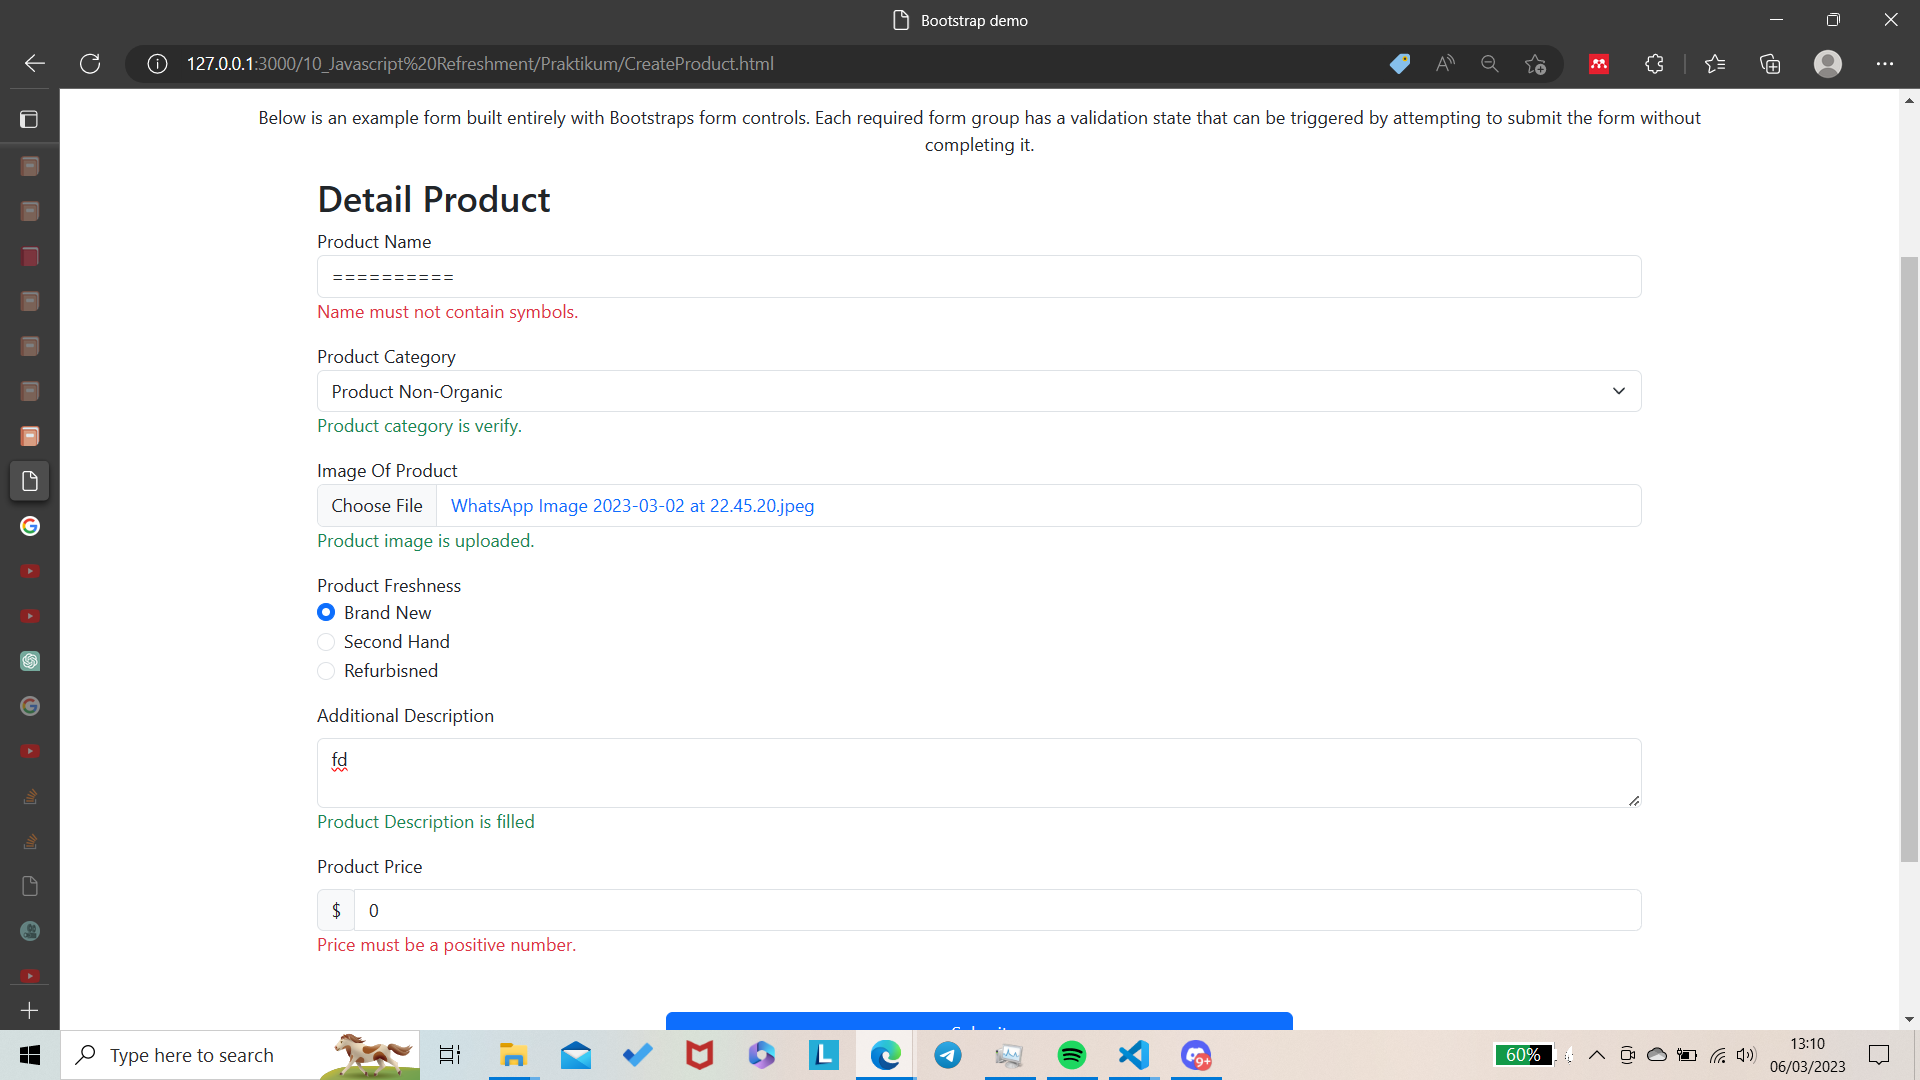 Bootstrap demo
127.0.0.1:3000/10_Javascript%20Refreshment/Praktikum/CreateProduct.html
Below is an example form built entirely with Bootstraps form controls. Each required form group has a validation state that can be triggered by attempting to submit the form without
completing it.
Detail Product
Product Name
==========
Name must not contain symbols.
Product Category
Product Non-Organic
Product category is verify.
Image Of Product
Choose File WhatsApp Image 2023-03-02 at 22.45.20.jpeg
Product image is uploaded.
Product Freshness
Brand New
Second Hand
Refurbisned
Additional Description
fd
Product Description is filled
Product Price
$ 0
Price must be a positive number.
Type here to search
L
9+
60%
13:10
06/03/2023